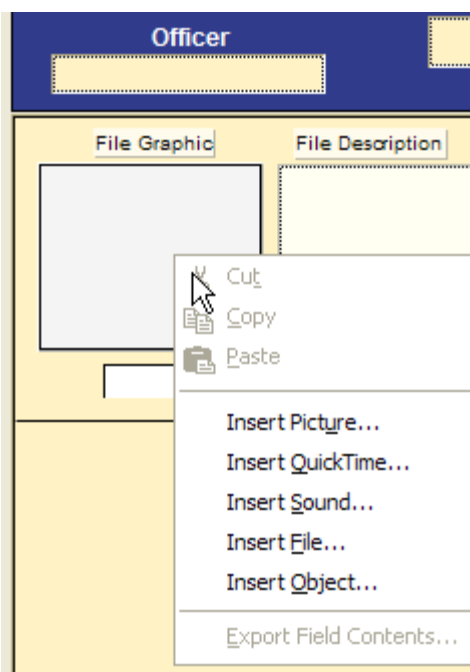 Officer
File Graphic
File Description
Cut
Copy
Paste
Insert Picture...
Insert QuickTime...
Insert Sound...
Insert File...
Insert Object...
Export Field Contents...